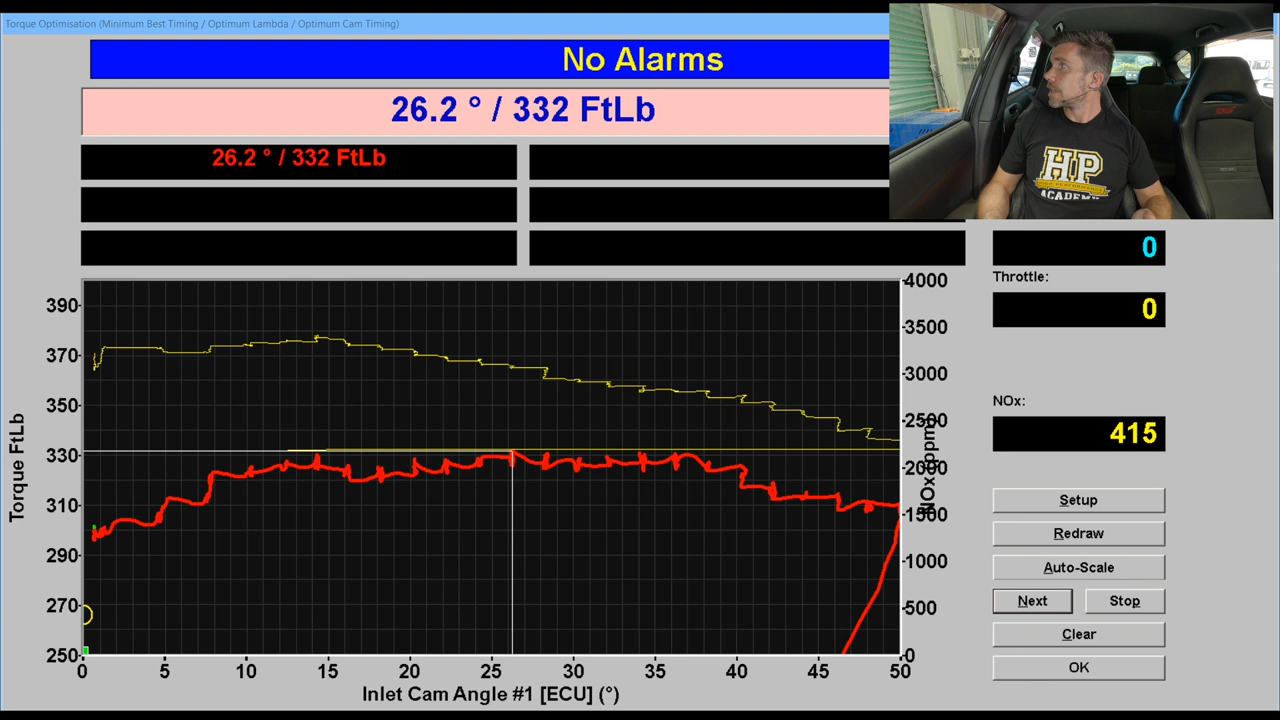 Torque Optimisation (Minimum Best Timing / Optimum Lambda / Optimum Cam Timing)
No Alarms
26.2 ° / 332 FtLb
26.2 ° / 332 FtLb
HP
ACADEMY
0
Throttle:
0
NOx:
415
Setup
Redraw
Auto-Scale
Next
Stop
Clear
OK
Torque FtLb
390
370
350
330
310
290
270
250
4000
3500
3000
2500
2000
1500
1000
500
0
NOx (ppm)
0
5
10
15
20
25
30
35
40
45
50
Inlet Cam Angle #1 [ECU] (°)